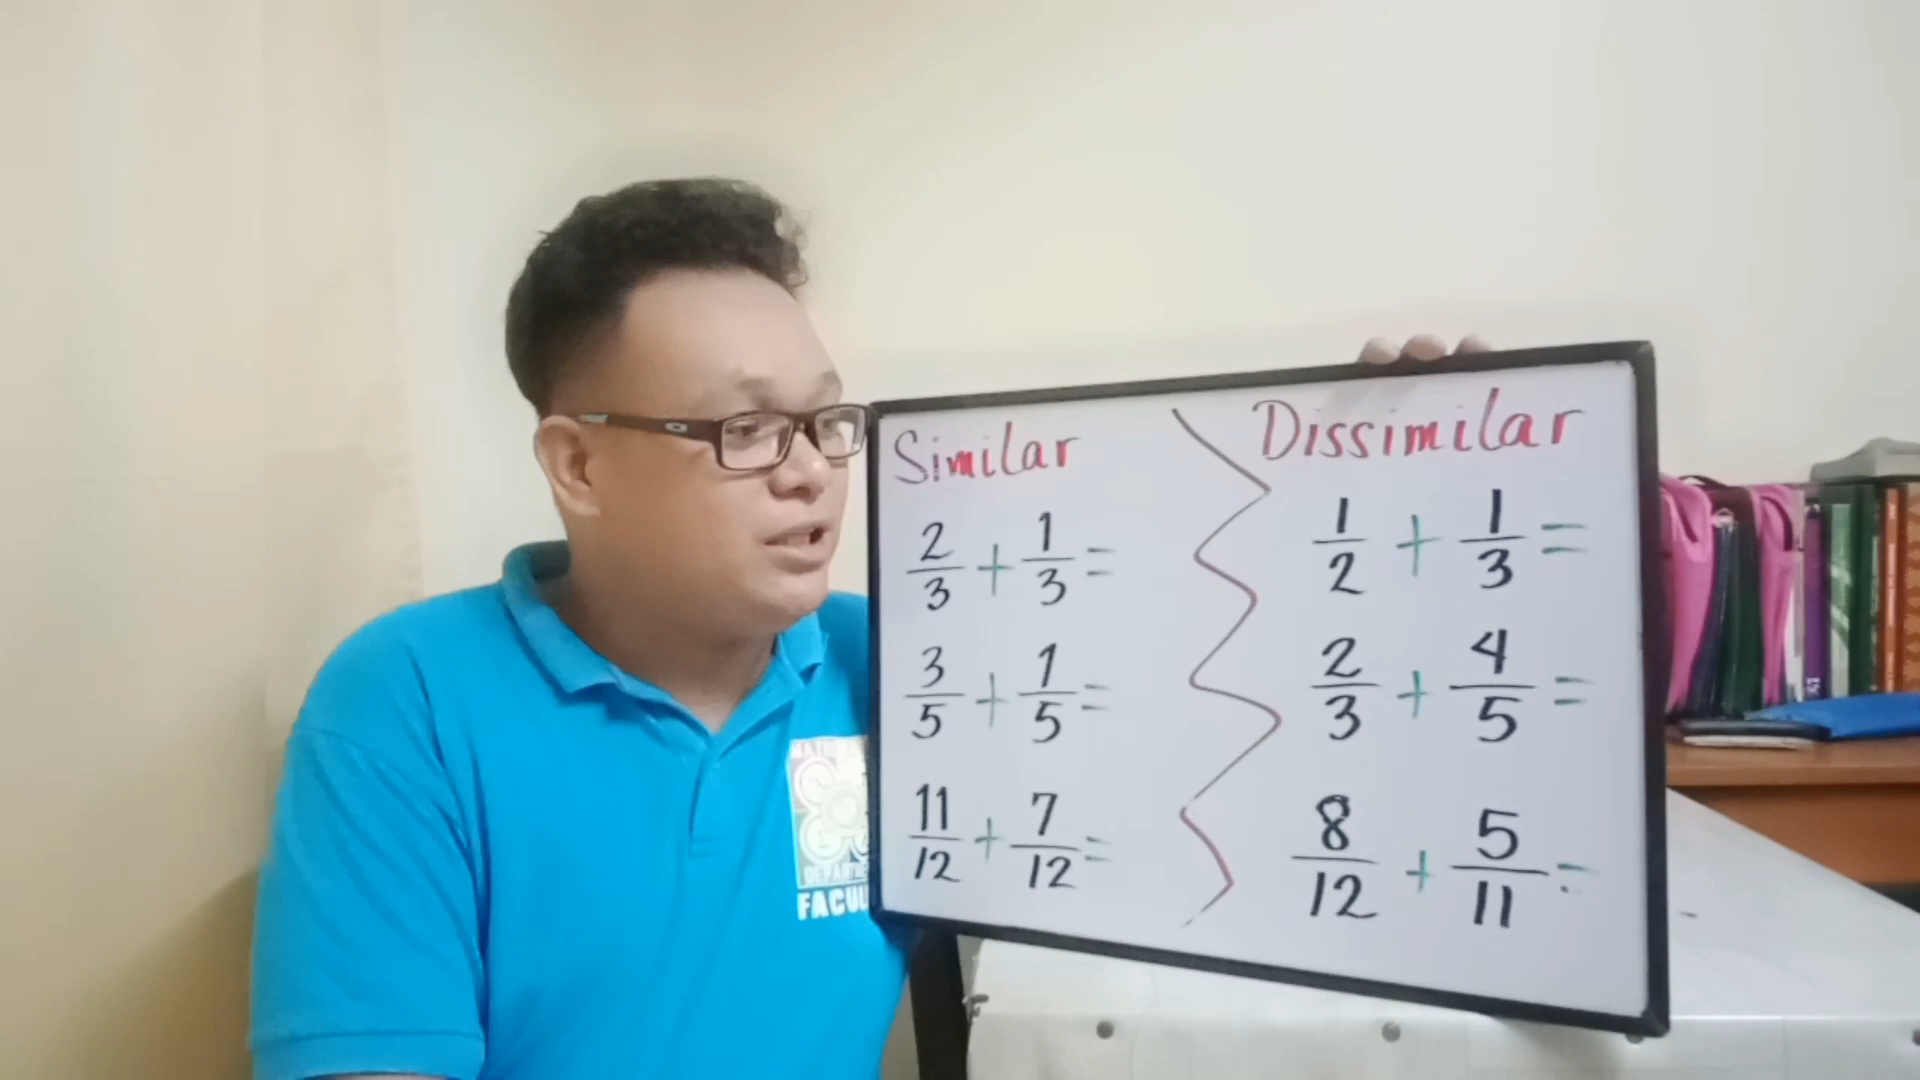 Similar
Dissimilar
2/3 + 1/3 =
1/2 + 1/3 =
3/5 + 1/5 =
2/3 + 4/5 =
11/12 + 7/12 =
8/12 + 5/11 =
FACUL